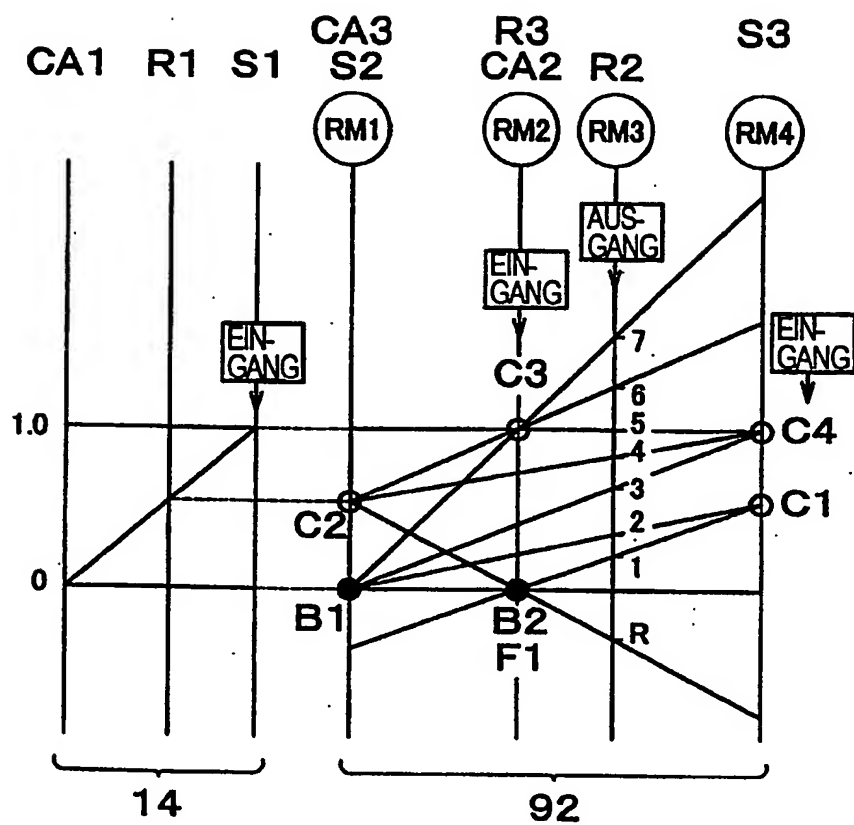 CA1 R1 S1 CA3 S2 R3 CA2 R2 S3
RM1 RM2 RM3 RM4
AUS-
GANG
EIN-
GANG
EIN-
GANG
EIN-
GANG
7
C3
6
1.0
5
C4
4
3
C2
C1
2
0
1
B1
B2
R
F1
14
92